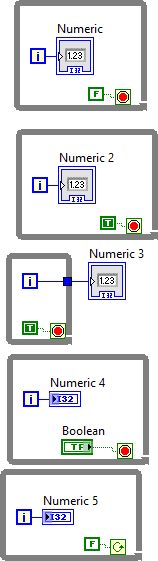 Numeric
i
1.23
I32
F
Numeric 2
i
1.23
I32
T
Numeric 3
i
1.23
I32
T
Numeric 4
i
I32
Boolean
TF
Numeric 5
i
I32
F